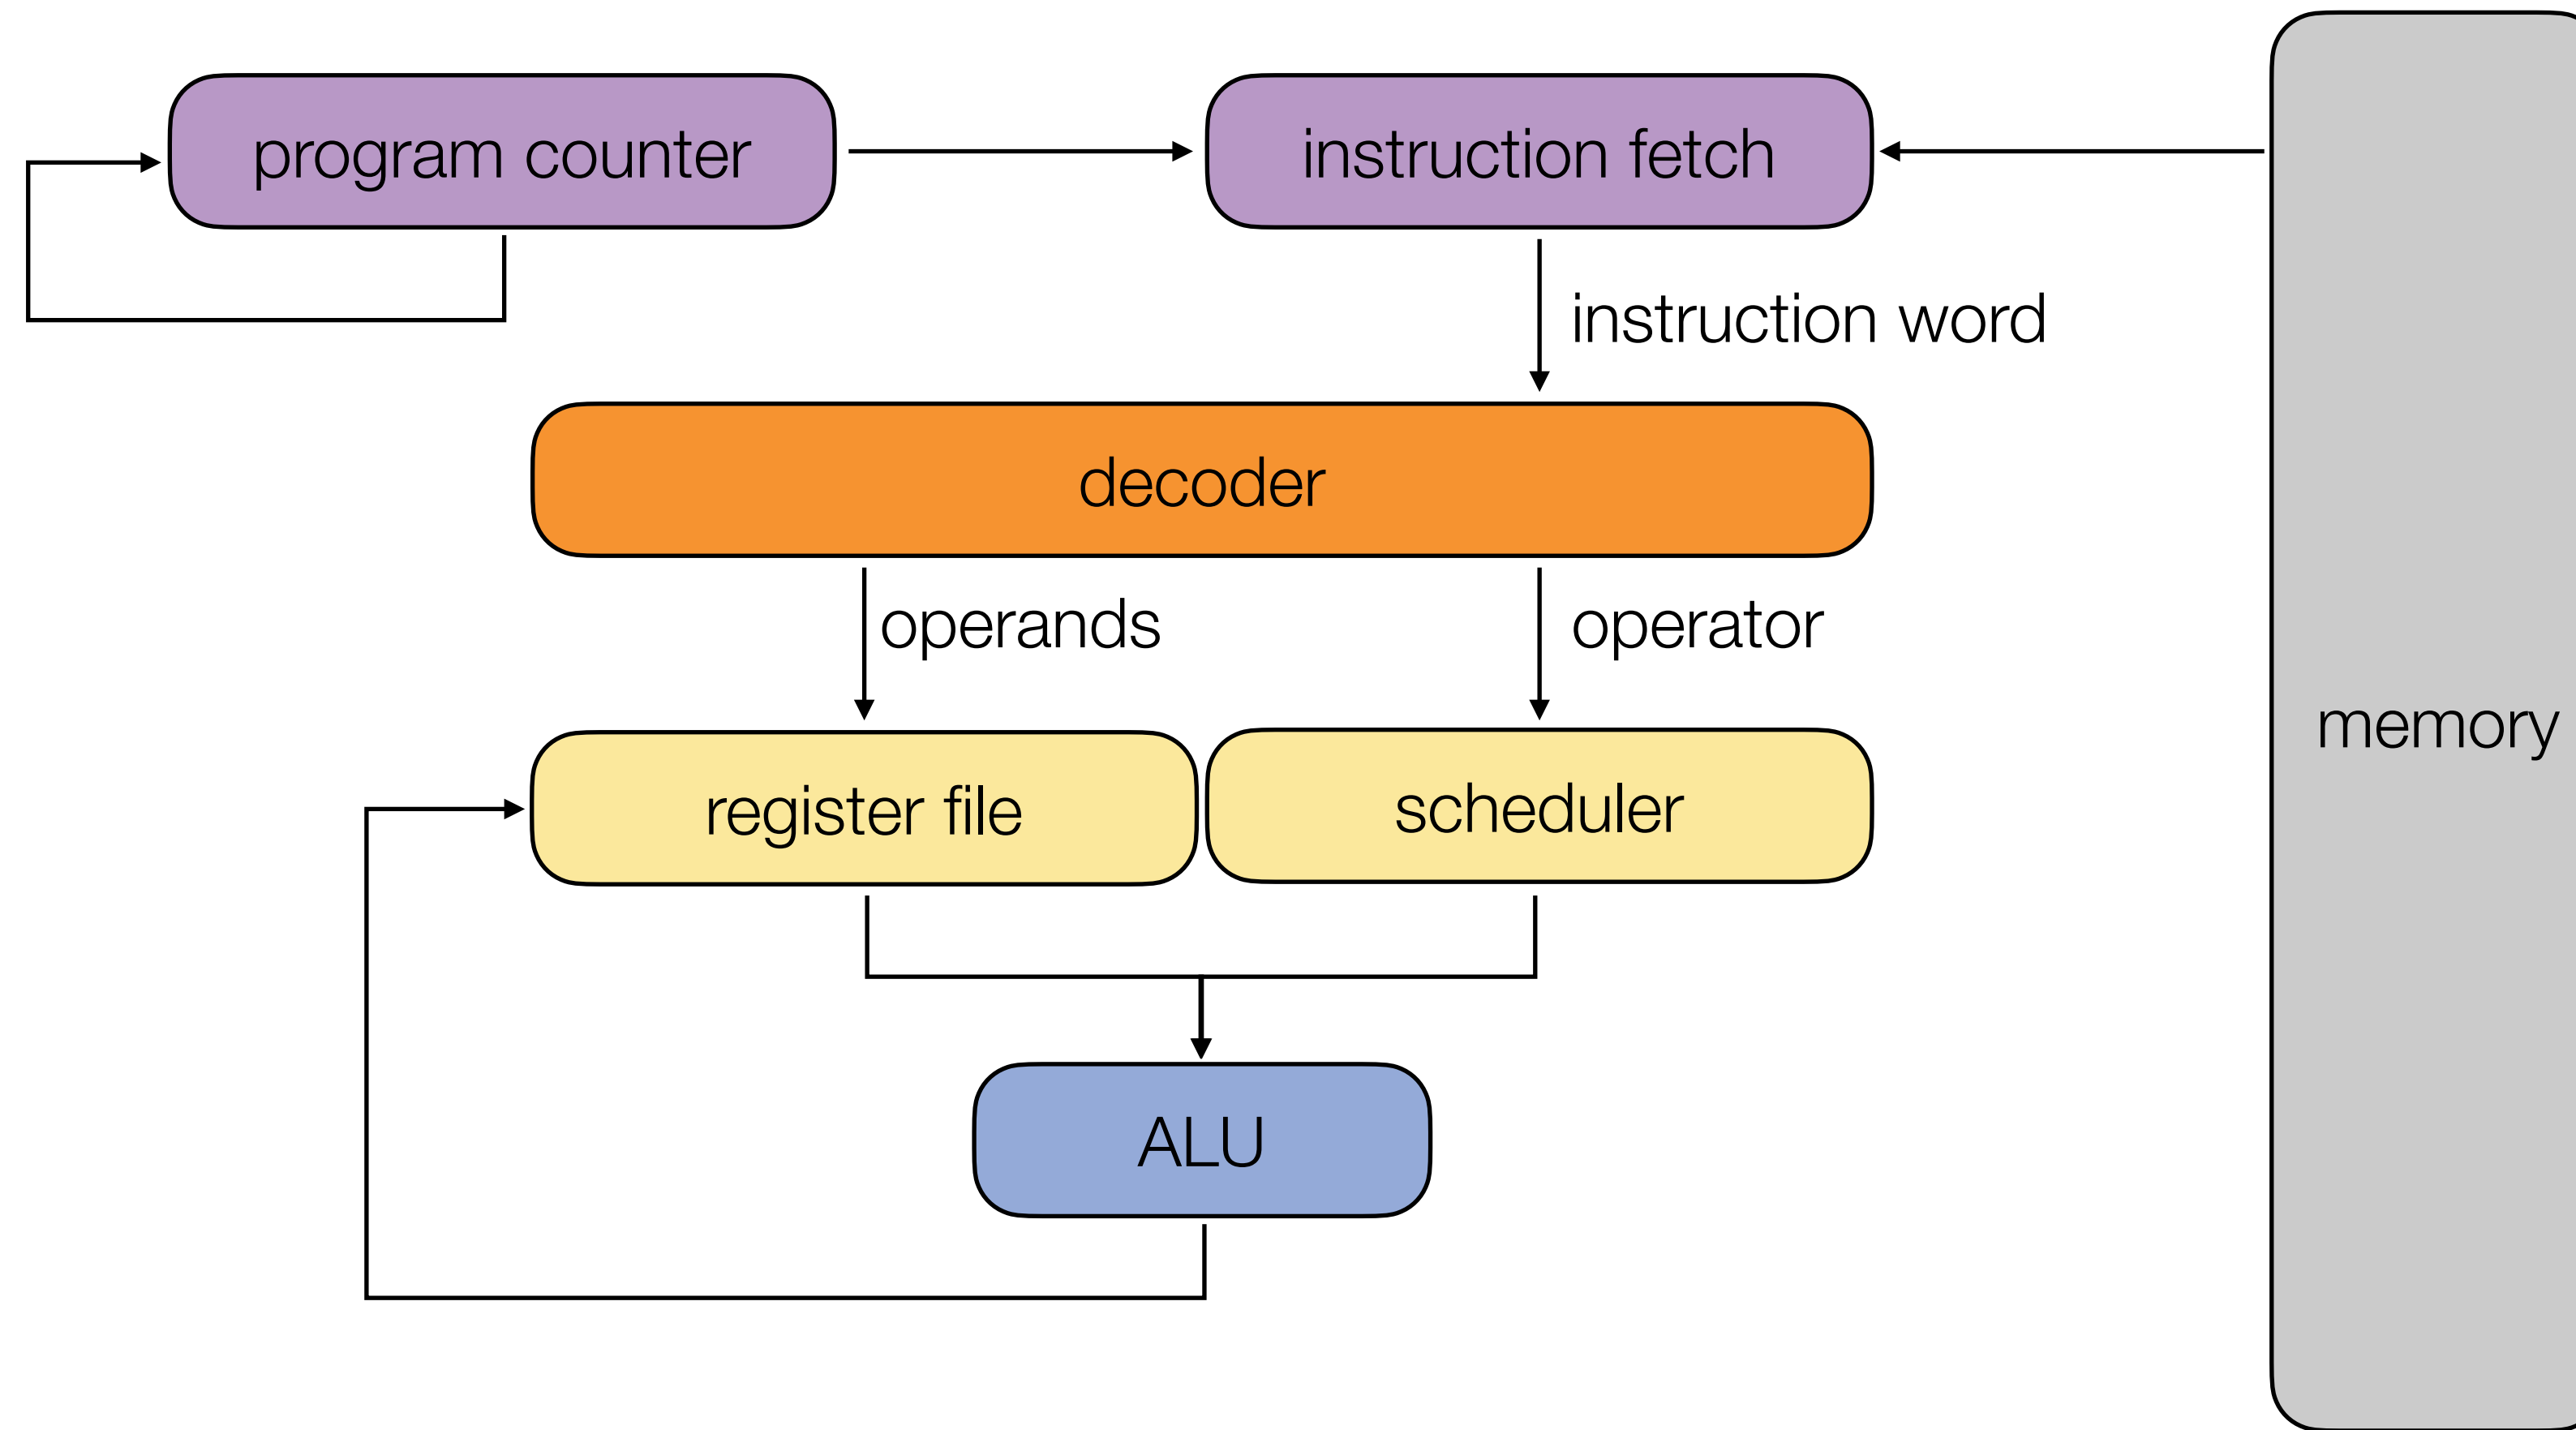 program counter
instruction fetch
instruction word
decoder
operands
operator
memory
register file
scheduler
ALU